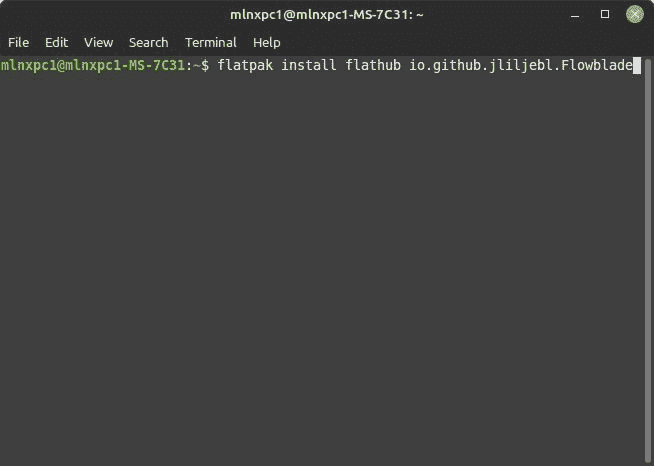 mlnxpc1@mlnxpc1-MS-7C31: ~
File Edit View Search Terminal Help
mlnxpc1@mlnxpc1-MS-7C31:~$ flatpak install flathub io.github.jliljebl.Flowblade